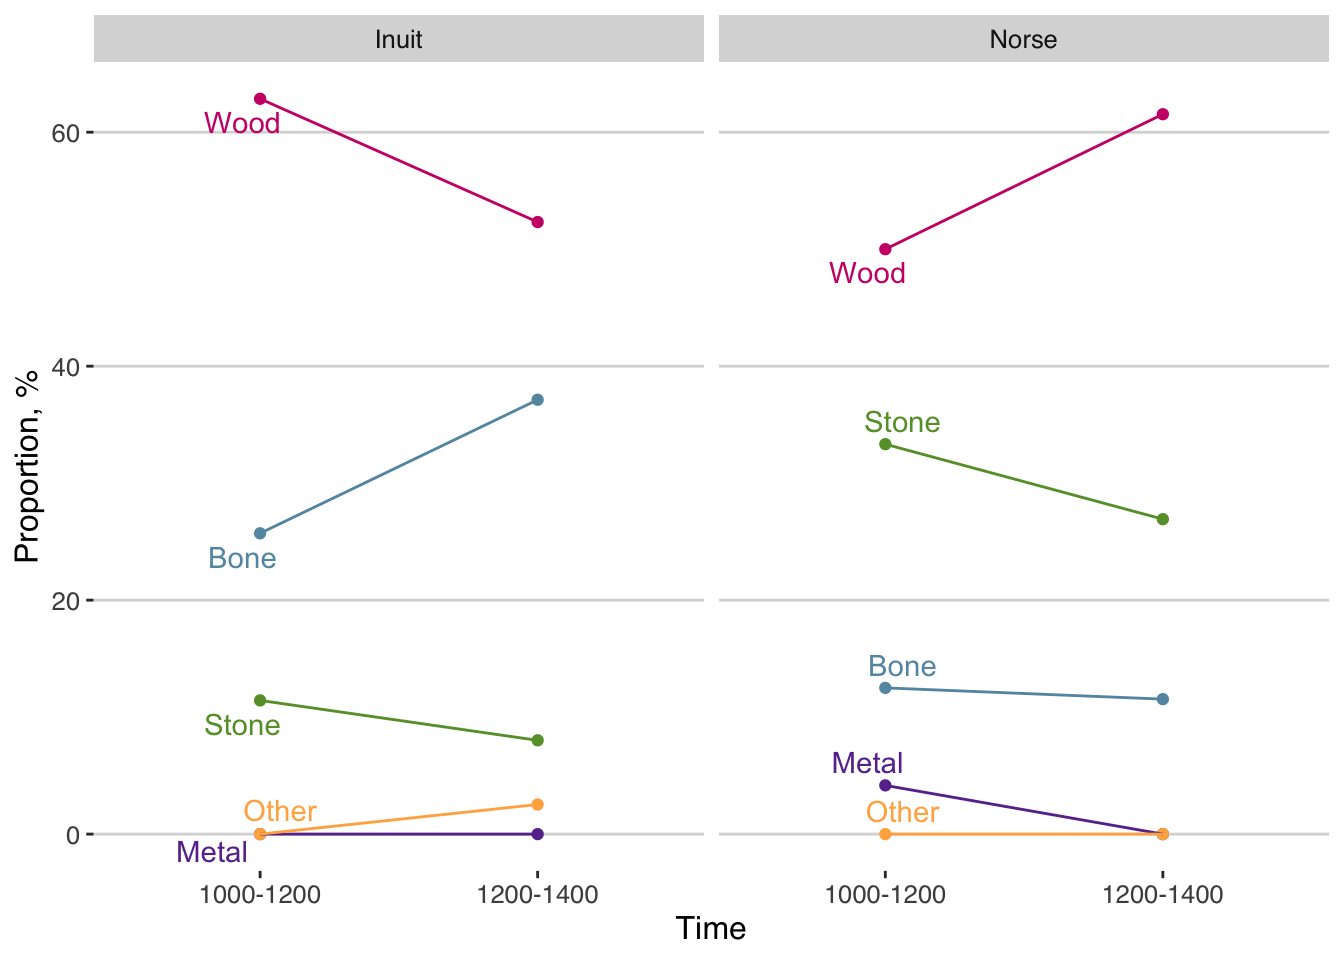 Inuit
Norse
Proportion, %
60
40
20
0
Wood
Bone
Stone
Other
Metal
Wood
Stone
Bone
Metal
Other
1000-1200
1200-1400
1000-1200
1200-1400
Time